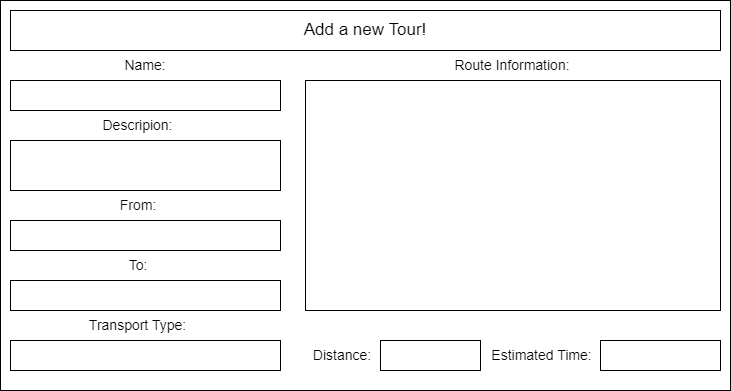 Add a new Tour!
Name:
Descripion:
From:
To:
Transport Type:
Route Information:
Distance:
Estimated Time: